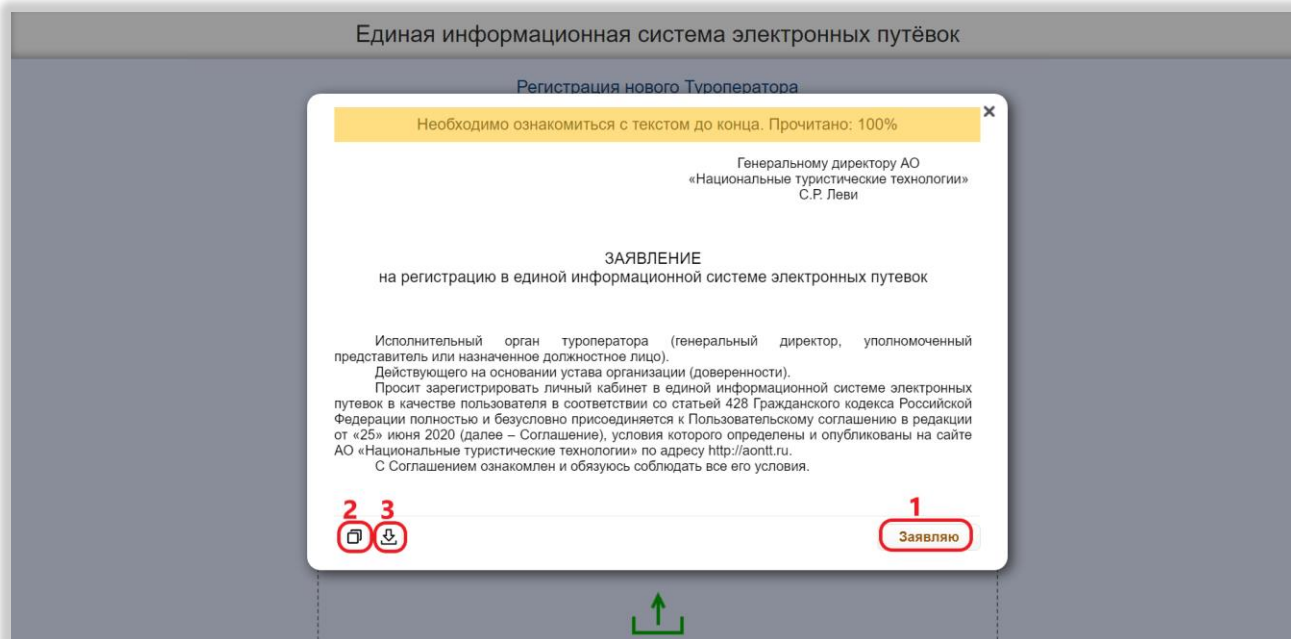 Единая информационная система электронных путёвок
Регистрация нового Туроператора
Необходимо ознакомиться с текстом до конца. Прочитано: 100%
Генеральному директору АО
«Национальные туристические технологии»
С.Р. Леви
ЗАЯВЛЕНИЕ
на регистрацию в единой информационной системе электронных путевок
Исполнительный орган туроператора (генеральный директор, уполномоченный
представитель или назначенное должностное лицо).
Действующего на основании устава организации (доверенности).
Просит зарегистрировать личный кабинет в единой информационной системе электронных
путевок в качестве пользователя в соответствии со статьей 428 Гражданского кодекса Российской
Федерации полностью и безусловно присоединяется к Пользовательскому соглашению в редакции
от «25» июня 2020 (далее – Соглашение), условия которого определены и опубликованы на сайте
АО «Национальные туристические технологии» по адресу http://aontt.ru.
С Соглашением ознакомлен и обязуюсь соблюдать все его условия.
2 3 1
Заявляю